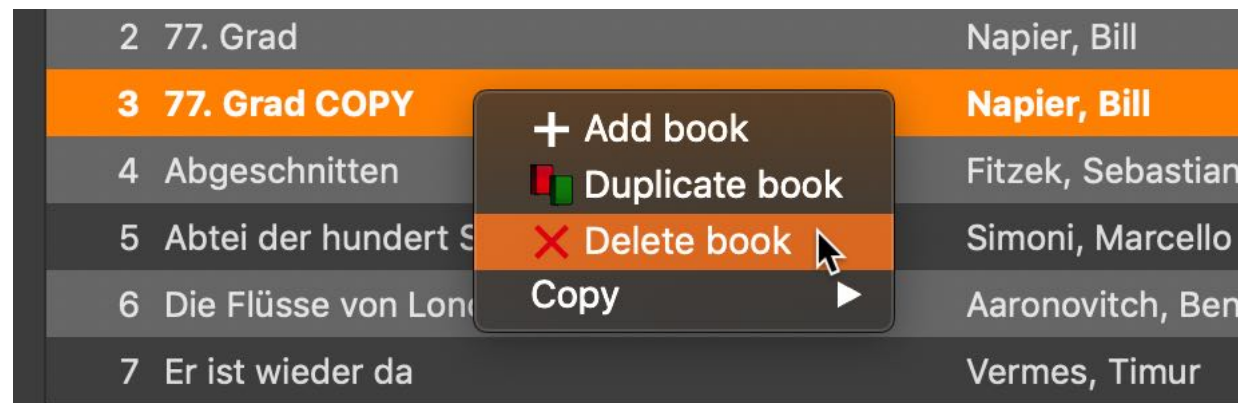 2 77. Grad Napier, Bill
3 77. Grad COPY Napier, Bill
Add book
4 Abgeschnitten Fitzek, Sebastian
Duplicate book
5 Abtei der hundert S Simoni, Marcello
Delete book
6 Die Flüsse von Lon Aaronovitch, Ben
Copy
7 Er ist wieder da Vermes, Timur